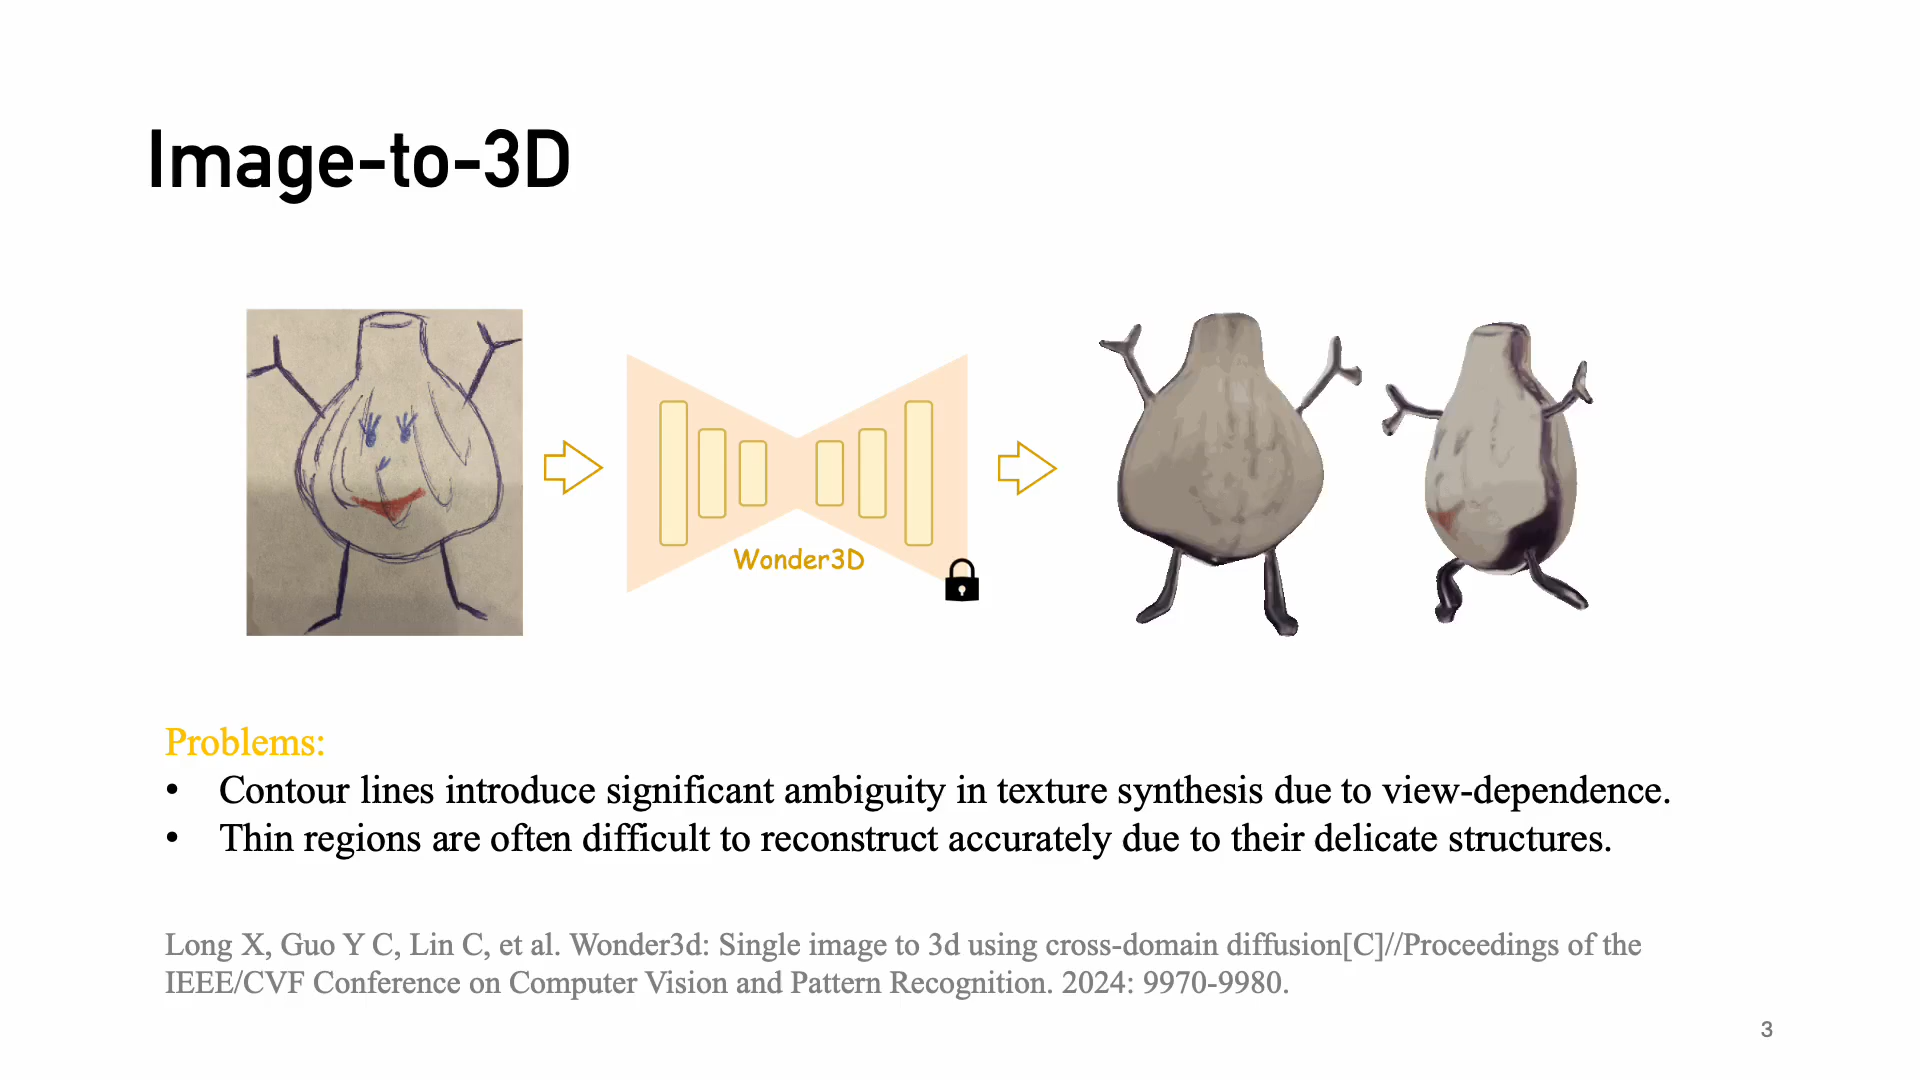 Image-to-3D
Wonder3D
Problems:
• Contour lines introduce significant ambiguity in texture synthesis due to view-dependence.
• Thin regions are often difficult to reconstruct accurately due to their delicate structures.
Long X, Guo Y C, Lin C, et al. Wonder3d: Single image to 3d using cross-domain diffusion[C]//Proceedings of the
IEEE/CVF Conference on Computer Vision and Pattern Recognition. 2024: 9970-9980.
3